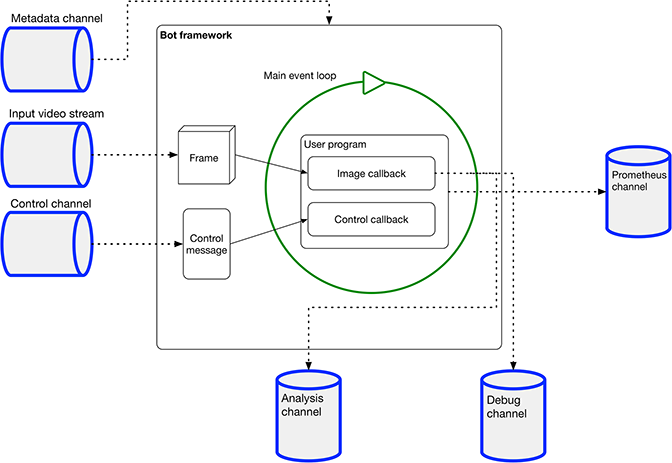 Metadata channel
Bot framework
Main event loop
Input video stream
User program
Frame
Image callback
Prometheus
channel
Control channel
Control callback
Control
message
Analysis
channel
Debug
channel